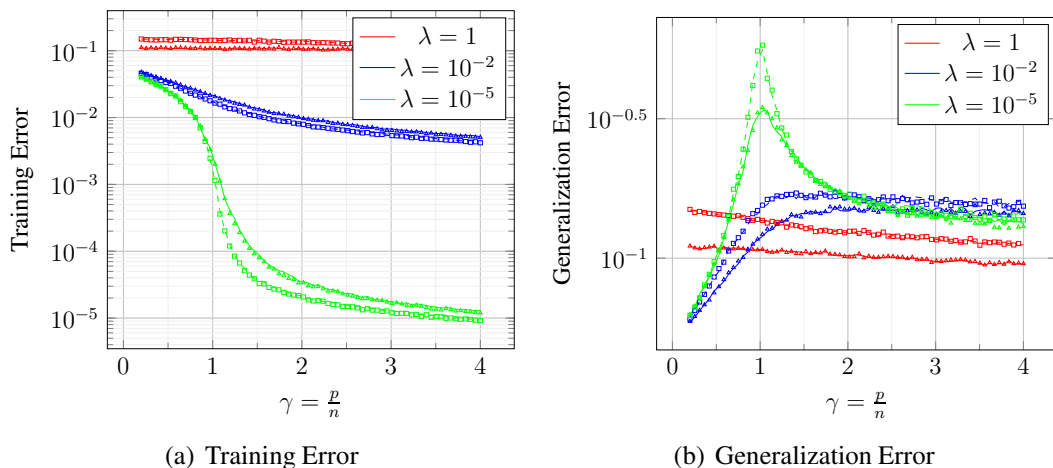 λ = 1
λ = 10⁻²
λ = 10⁻⁵
Training Error
10⁻¹
10⁻²
10⁻³
10⁻⁴
10⁻⁵
0 1 2 3 4
γ = p/n
(a) Training Error
λ = 1
λ = 10⁻²
λ = 10⁻⁵
Generalization Error
10⁻⁰·⁵
10⁻¹
0 1 2 3 4
γ = p/n
(b) Generalization Error